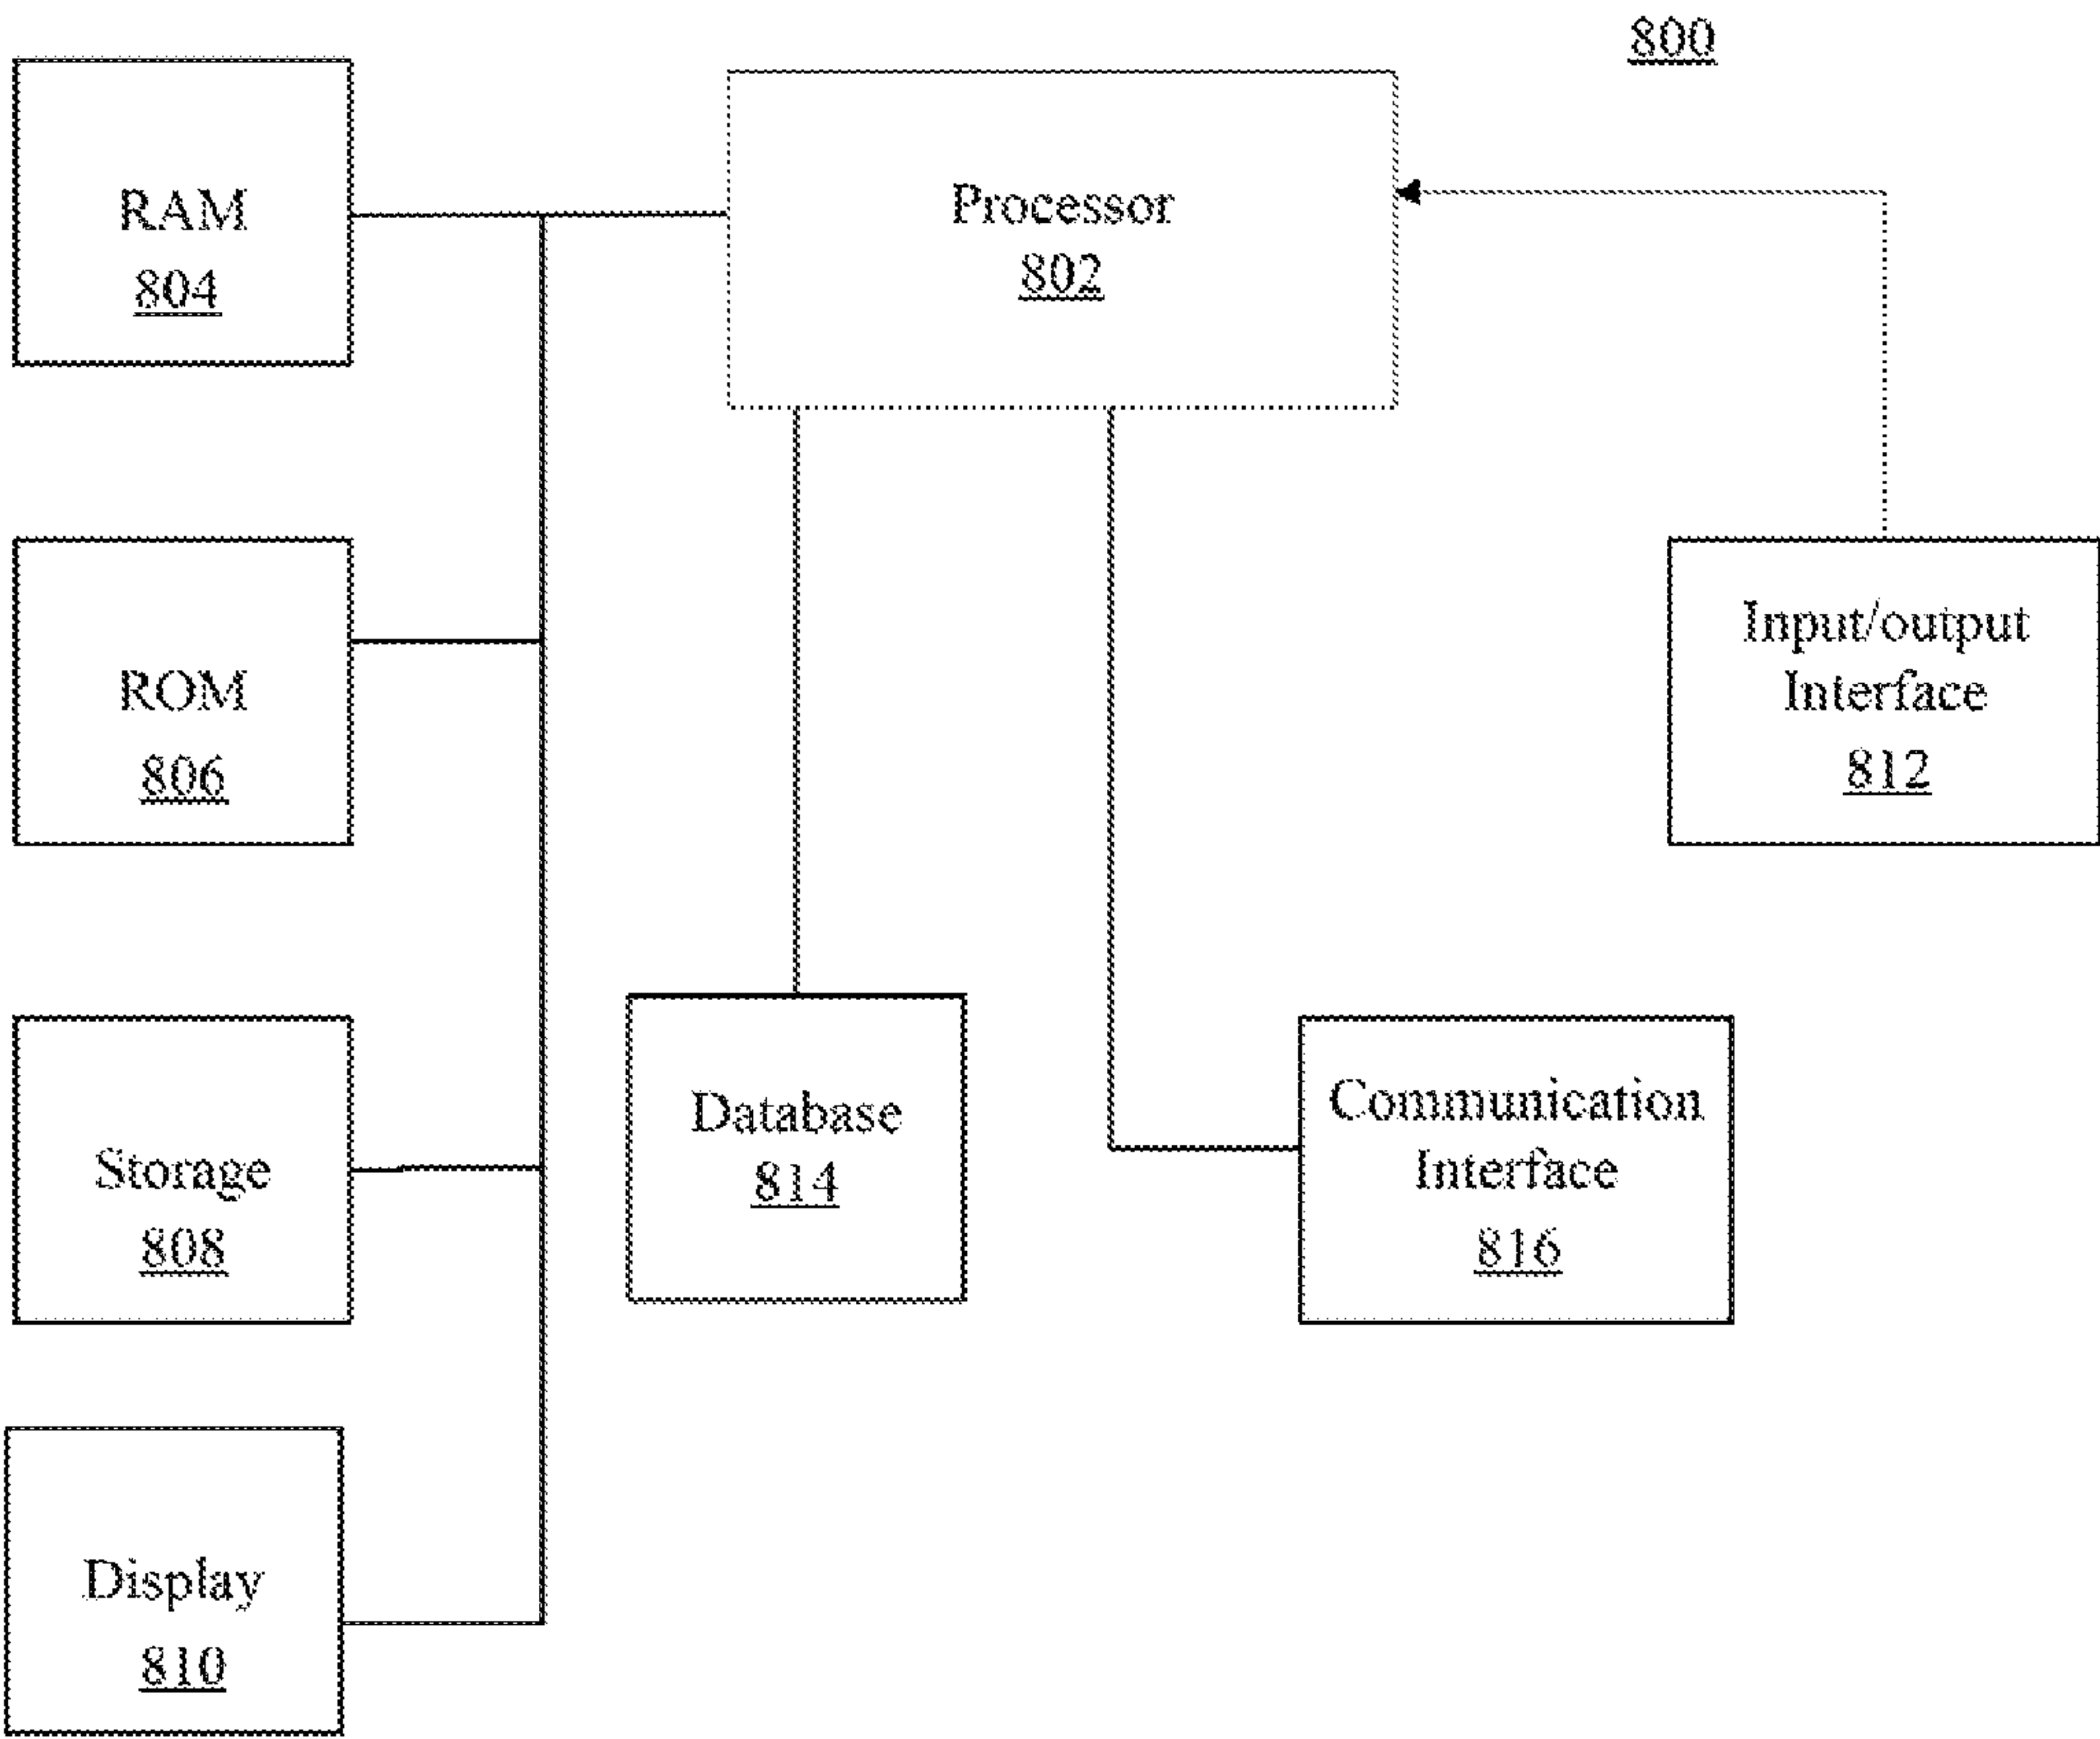 800
RAM
804
Processor
802
ROM
806
Input/output
Interface
812
Storage
808
Database
814
Communication
Interface
816
Display
810